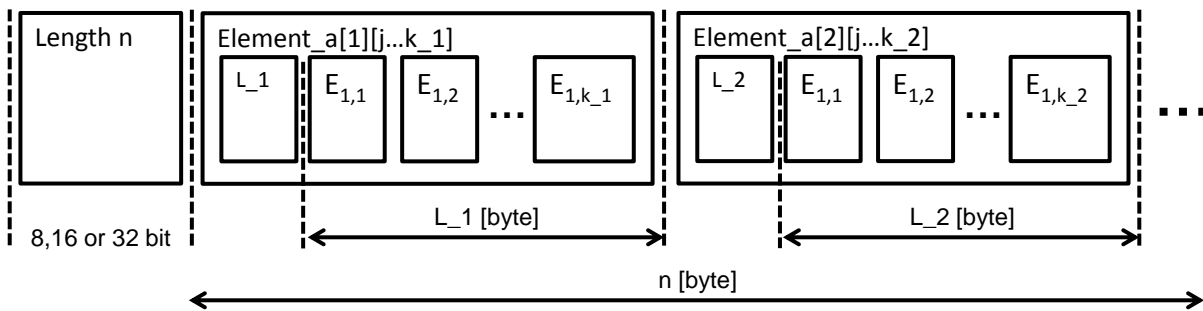 Length n
Element_a[1][j...k_1]
L_1
E1,1
E1,2
...
E1,k_1
Element_a[2][j...k_2]
L_2
E1,1
E1,2
...
E1,k_2
...
8,16 or 32 bit
L_1 [byte]
L_2 [byte]
n [byte]